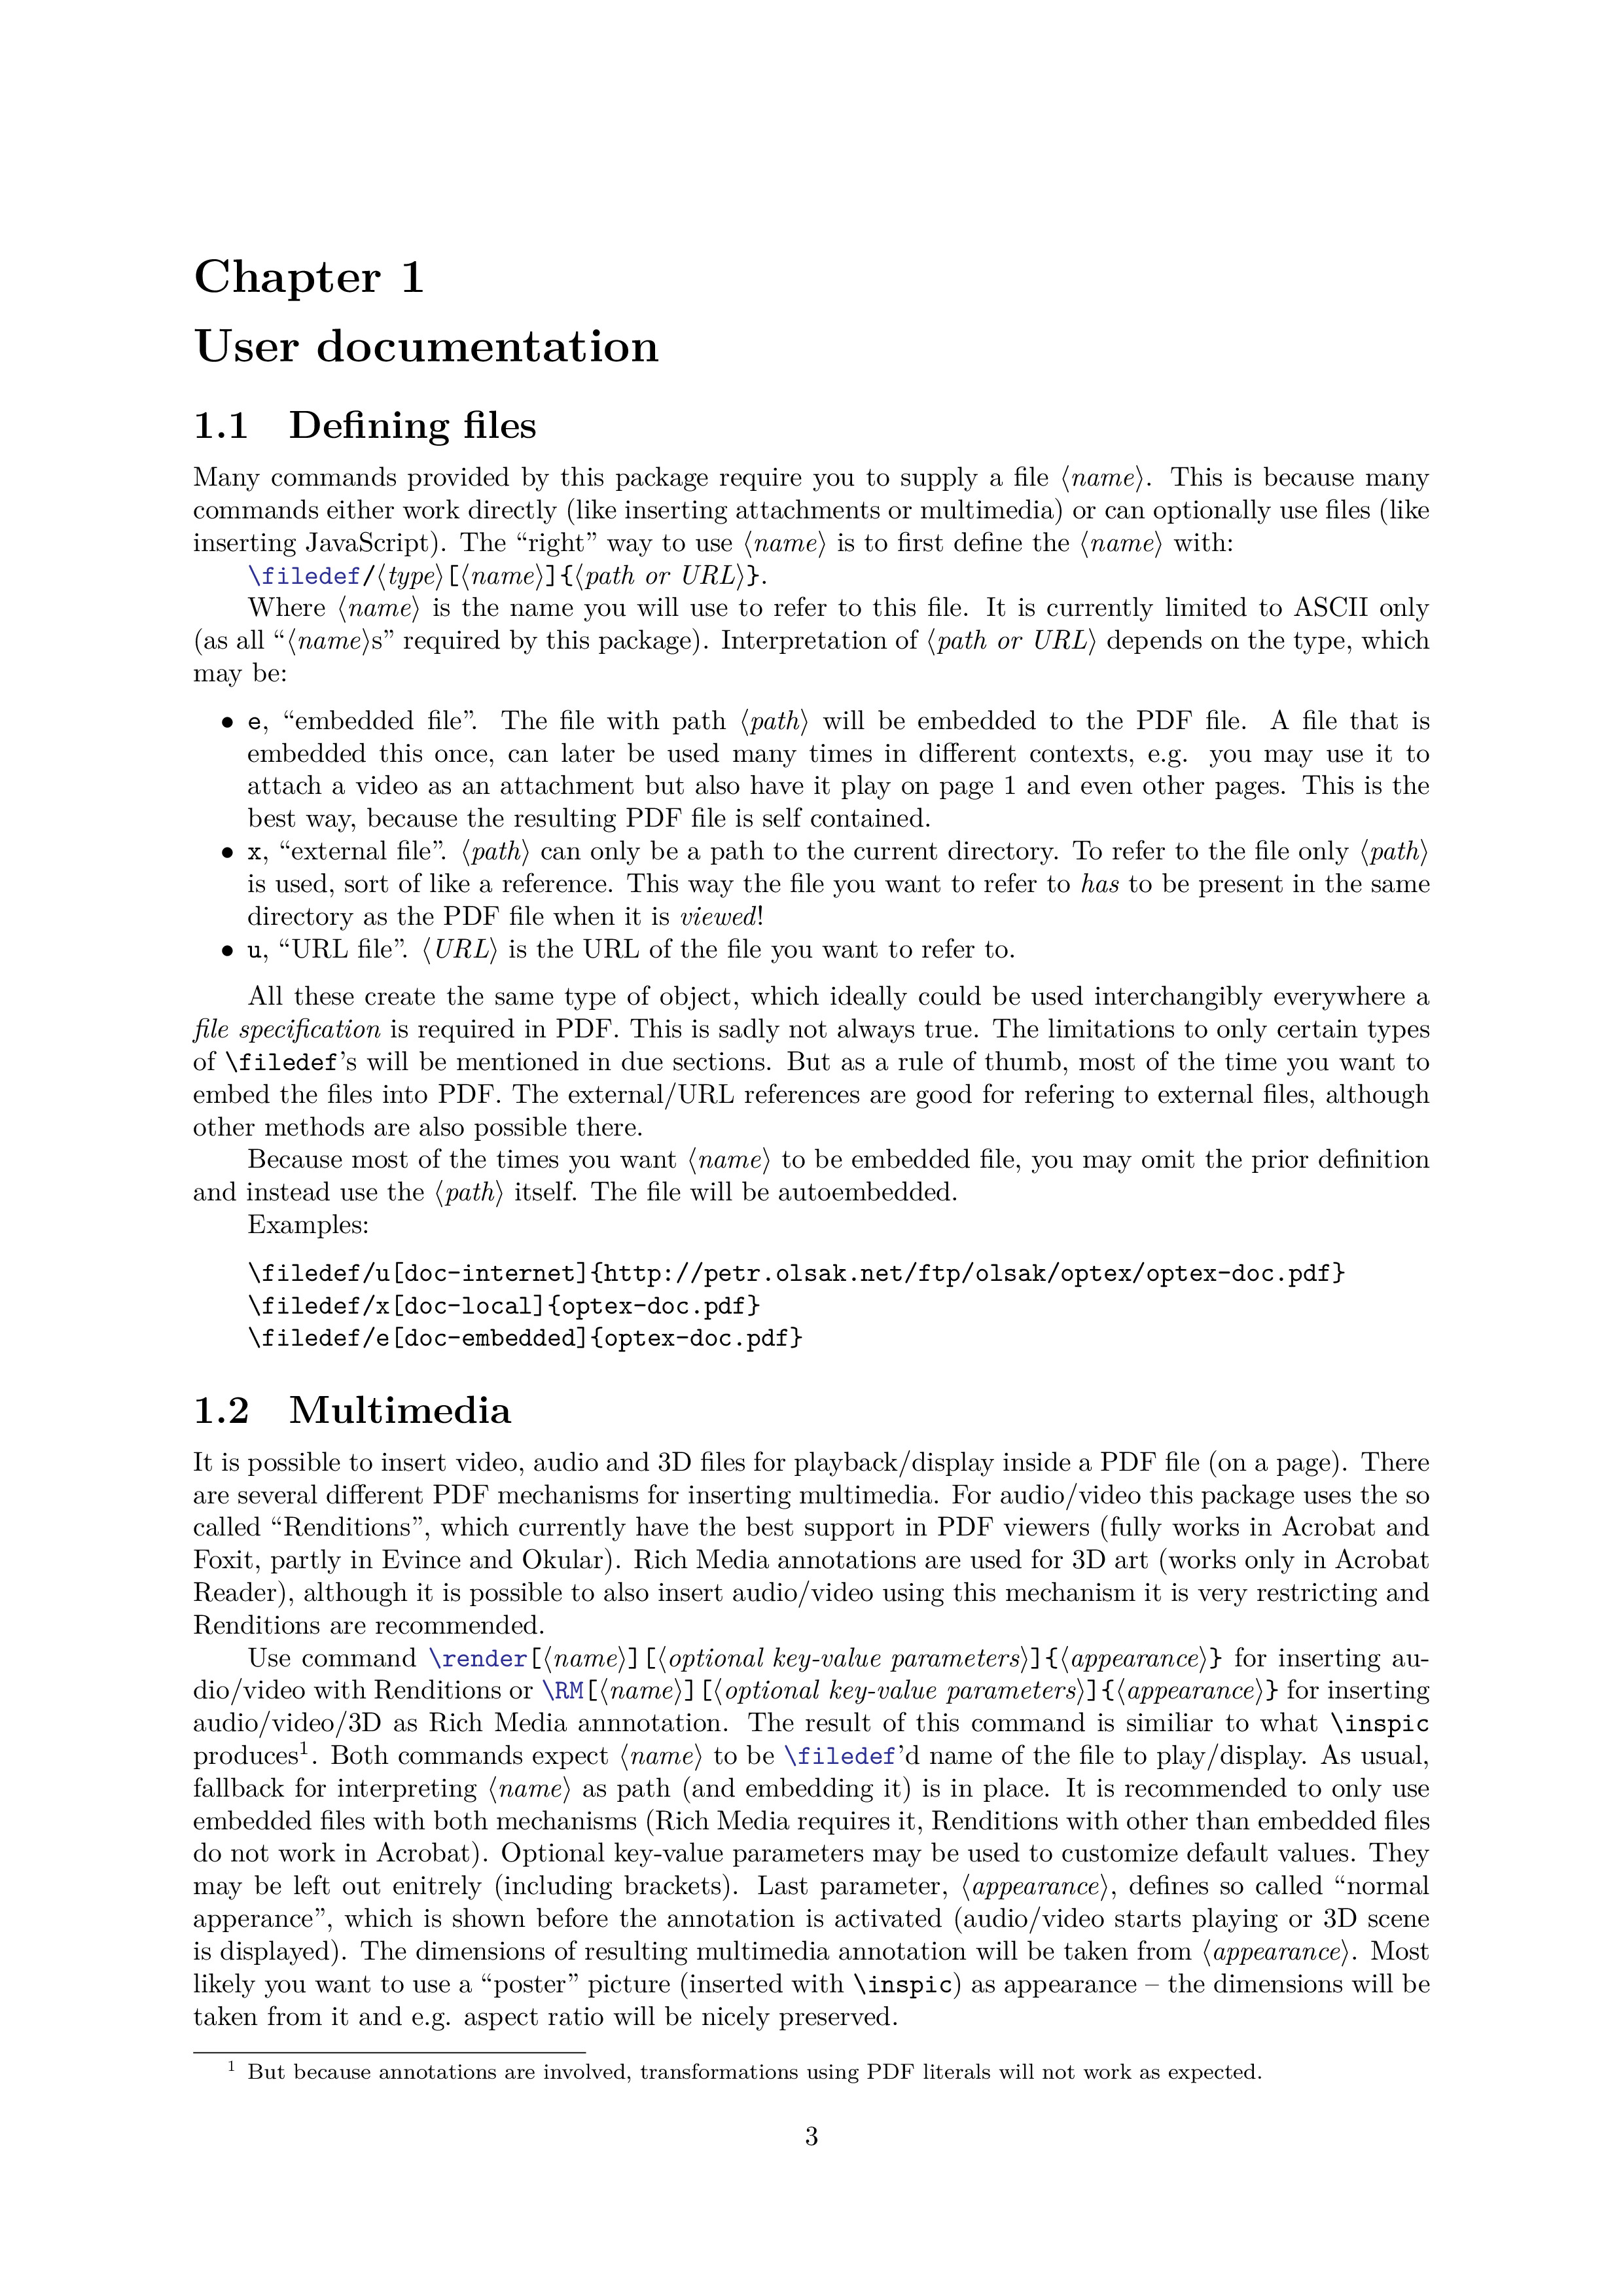 Chapter 1
User documentation
1.1 Defining files
Many commands provided by this package require you to supply a file ⟨name⟩. This is because many
commands either work directly (like inserting attachments or multimedia) or can optionally use files (like
inserting JavaScript). The “right” way to use ⟨name⟩ is to first define the ⟨name⟩ with:
\filedef/⟨type⟩[⟨name⟩]{⟨path or URL⟩}.
Where ⟨name⟩ is the name you will use to refer to this file. It is currently limited to ASCII only
(as all “⟨name⟩s” required by this package). Interpretation of ⟨path or URL⟩ depends on the type, which
may be:
• e, “embedded file”. The file with path ⟨path⟩ will be embedded to the PDF file. A file that is
embedded this once, can later be used many times in different contexts, e.g. you may use it to
attach a video as an attachment but also have it play on page 1 and even other pages. This is the
best way, because the resulting PDF file is self contained.
• x, “external file”. ⟨path⟩ can only be a path to the current directory. To refer to the file only ⟨path⟩
is used, sort of like a reference. This way the file you want to refer to has to be present in the same
directory as the PDF file when it is viewed!
• u, “URL file”. ⟨URL⟩ is the URL of the file you want to refer to.
All these create the same type of object, which ideally could be used interchangibly everywhere a
file specification is required in PDF. This is sadly not always true. The limitations to only certain types
of \filedef’s will be mentioned in due sections. But as a rule of thumb, most of the time you want to
embed the files into PDF. The external/URL references are good for refering to external files, although
other methods are also possible there.
Because most of the times you want ⟨name⟩ to be embedded file, you may omit the prior definition
and instead use the ⟨path⟩ itself. The file will be autoembedded.
Examples:
\filedef/u[doc-internet]{http://petr.olsak.net/ftp/olsak/optex/optex-doc.pdf}
\filedef/x[doc-local]{optex-doc.pdf}
\filedef/e[doc-embedded]{optex-doc.pdf}
1.2 Multimedia
It is possible to insert video, audio and 3D files for playback/display inside a PDF file (on a page). There
are several different PDF mechanisms for inserting multimedia. For audio/video this package uses the so
called “Renditions”, which currently have the best support in PDF viewers (fully works in Acrobat and
Foxit, partly in Evince and Okular). Rich Media annotations are used for 3D art (works only in Acrobat
Reader), although it is possible to also insert audio/video using this mechanism it is very restricting and
Renditions are recommended.
Use command \render[⟨name⟩][⟨optional key-value parameters⟩]{⟨appearance⟩} for inserting au-
dio/video with Renditions or \RM[⟨name⟩][⟨optional key-value parameters⟩]{⟨appearance⟩} for inserting
audio/video/3D as Rich Media annnotation. The result of this command is similiar to what \inspic
produces1. Both commands expect ⟨name⟩ to be \filedef’d name of the file to play/display. As usual,
fallback for interpreting ⟨name⟩ as path (and embedding it) is in place. It is recommended to only use
embedded files with both mechanisms (Rich Media requires it, Renditions with other than embedded files
do not work in Acrobat). Optional key-value parameters may be used to customize default values. They
may be left out enitrely (including brackets). Last parameter, ⟨appearance⟩, defines so called “normal
apperance”, which is shown before the annotation is activated (audio/video starts playing or 3D scene
is displayed). The dimensions of resulting multimedia annotation will be taken from ⟨appearance⟩. Most
likely you want to use a “poster” picture (inserted with \inspic) as appearance – the dimensions will be
taken from it and e.g. aspect ratio will be nicely preserved.
1 But because annotations are involved, transformations using PDF literals will not work as expected.
3